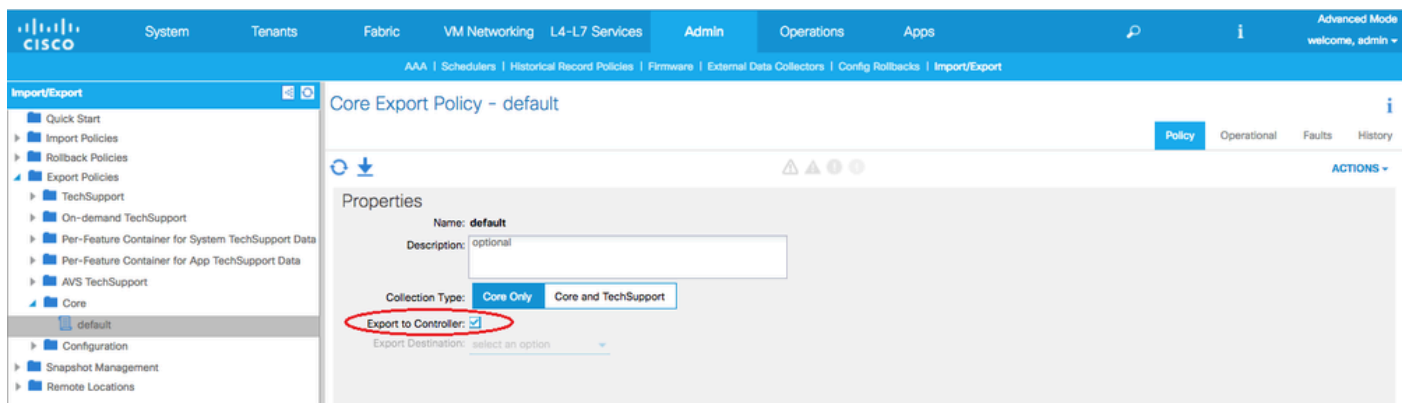 CISCO
System Tenants Fabric VM Networking L4-L7 Services Admin Operations Apps i Advanced Mode
welcome, admin
AAA | Schedulers | Historical Record Policies | Firmware | External Data Collectors | Config Rollbacks | Import/Export
Import/Export
Quick Start
Import Policies
Rollback Policies
Export Policies
TechSupport
On-demand TechSupport
Per-Feature Container for System TechSupport Data
Per-Feature Container for App TechSupport Data
AVS TechSupport
Core
default
Configuration
Snapshot Management
Remote Locations
Core Export Policy - default i
Policy Operational Faults History
ACTIONS
Properties
Name: default
Description: optional
Collection Type: Core Only Core and TechSupport
Export to Controller:
Export Destination: select an option